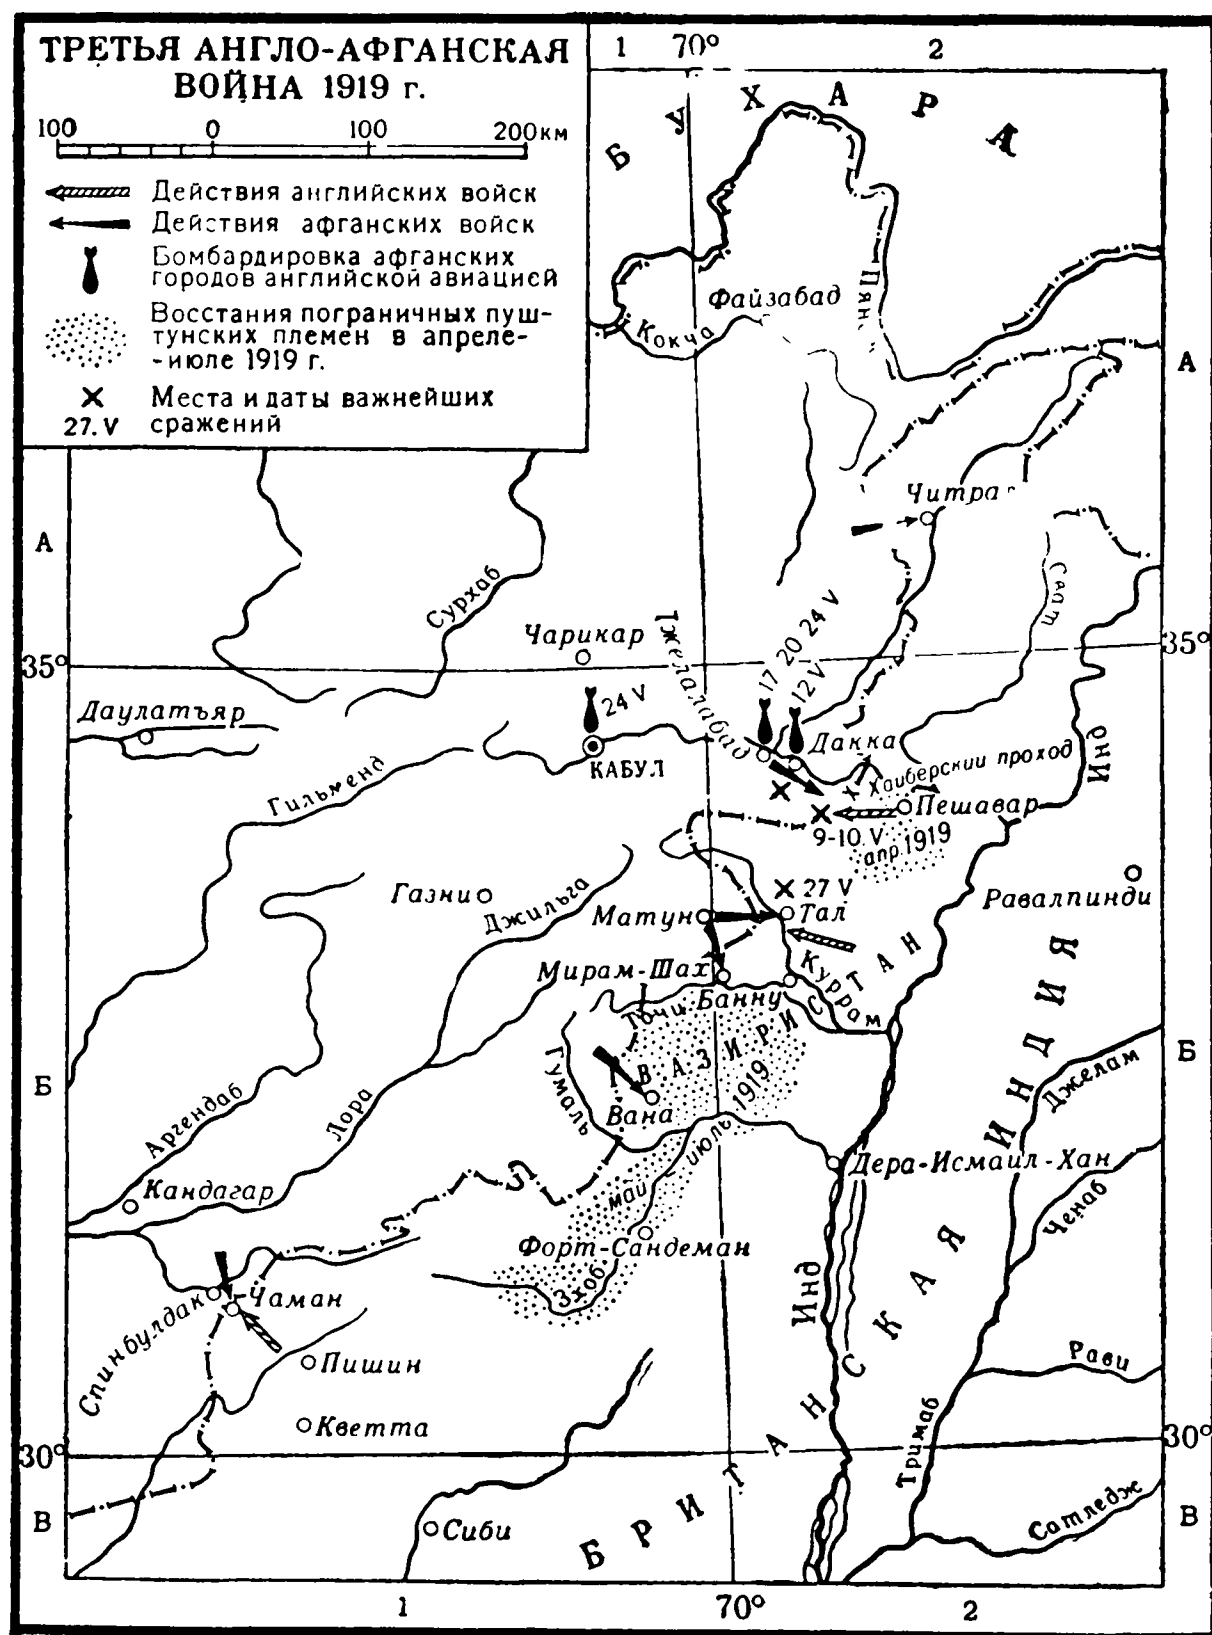 ТРЕТЬЯ АНГЛО-АФГАНСКАЯ
ВОЙНА 1919 г.
100 0 100 200км
Действия английских войск
Действия афганских войск
Бомбардировка афганских
городов английской авиацией
Восстания пограничных пуш-
тунских племен в апреле-
-июле 1919 г.
Места и даты важнейших
27.V сражений
1 70° 2
БУХАРА
Файзабад
Пяндж
Кокча
А
Читрал
А
Сват
Сурхаб
Чарикар
Джелалабад
17 20 24 V
12 V
35°
35°
Даулатъяр
24 V
КАБУЛ
Дакка
Хайберский проход
Инд
Гильменд
Пешавар
9-10.V
апр. 1919
Газни
Джильга
27 V
Матун
Тал
Равалпинди
Мирам-Шах
Банну
Куррам
Точи
ВАЗИРИСТАН
Гумаль
Вана
май июль 1919
Б
Б
Джелам
Аргендаб
Лора
Дера-Исмаил-Хан
Кандагар
Ченаб
Форт-Сандеман
Зхоб
Инд
Спинбулдак
Чаман
Пишин
Кветта
Рави
Тримаб
30°
30°
БРИТАНСКАЯ ИНДИЯ
В
Сиби
Сатледж
В
1 70° 2